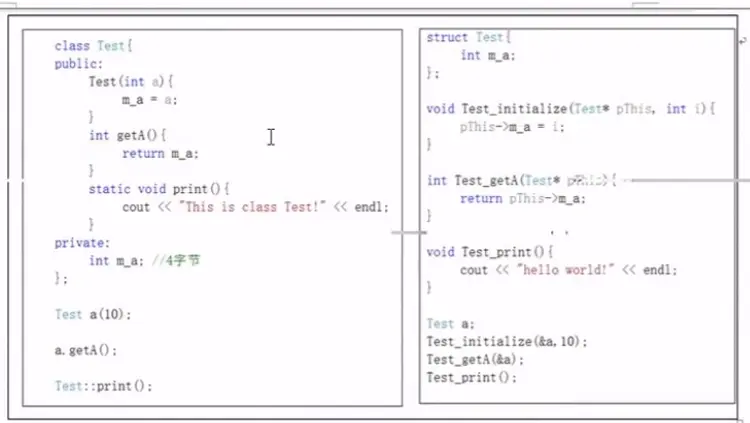 class Test{
public:
    Test(int a){
        m_a = a;
    }
    int getA(){
        return m_a;
    }
    static void print(){
        cout << "This is class Test!" << endl;
    }
private:
    int m_a; //4字节
};
Test a(10);
a.getA();
Test::print();
struct Test{
    int m_a;
};
void Test_initialize(Test* pThis, int i){
    pThis->m_a = i;
}
int Test_getA(Test* pThis){
    return pThis->m_a;
}
void Test_print(){
    cout << "hello world!" << endl;
}
Test a;
Test_initialize(&a,10);
Test_getA(&a);
Test_print();